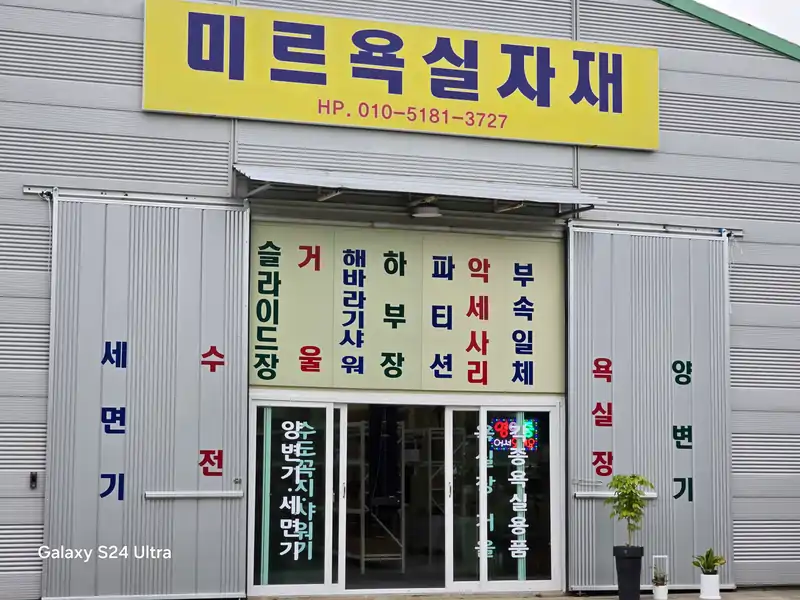 미르욕실자재
HP. 010-5181-3727
슬라이드장
거울
해바라기샤워
하부장
파티션
악세사리
부속일체
세면기
수전
욕실장
양변기
양변기.세면기
수도꼭지샤워기
욕실장 거울
각종욕실용품
영업중
Galaxy S24 Ultra